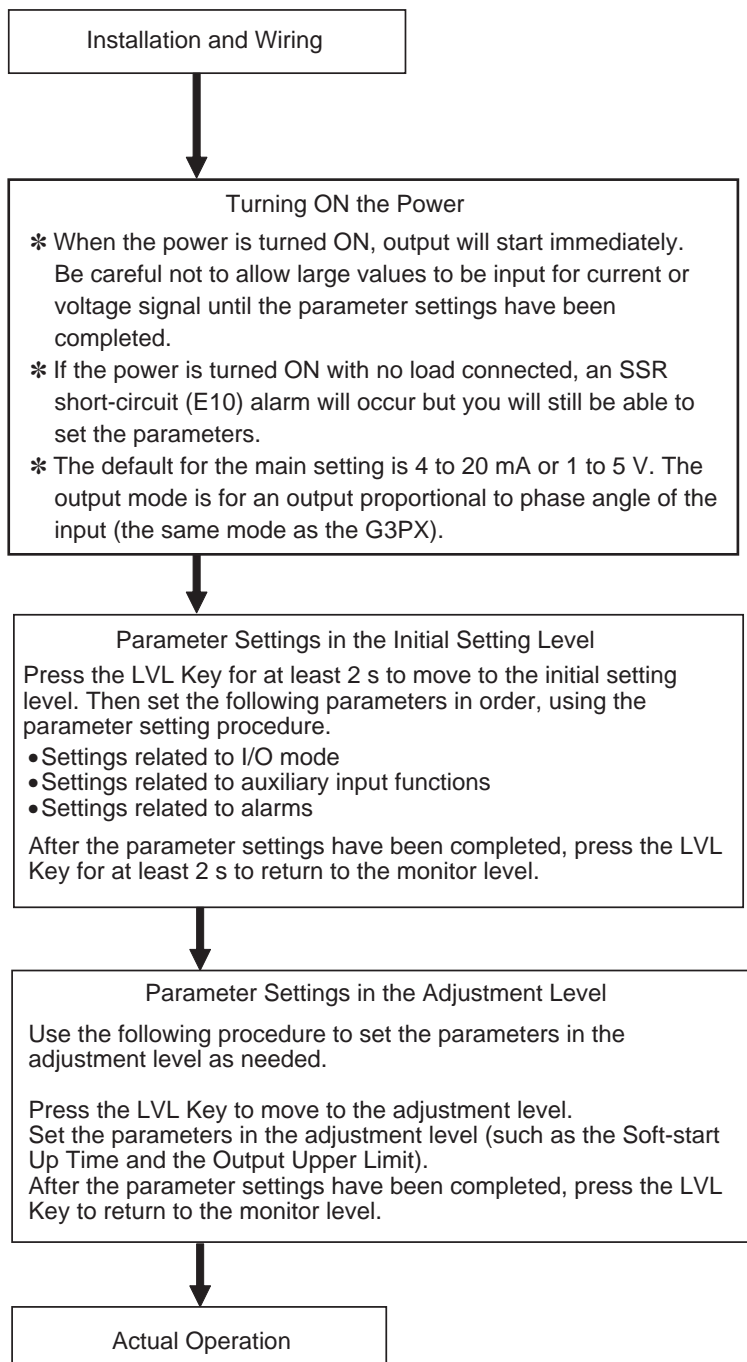 Installation and Wiring
Turning ON the Power
✻ When the power is turned ON, output will start immediately.
Be careful not to allow large values to be input for current or
voltage signal until the parameter settings have been
completed.
✻ If the power is turned ON with no load connected, an SSR
short-circuit (E10) alarm will occur but you will still be able to
set the parameters.
✻ The default for the main setting is 4 to 20 mA or 1 to 5 V. The
output mode is for an output proportional to phase angle of the
input (the same mode as the G3PX).
Parameter Settings in the Initial Setting Level
Press the LVL Key for at least 2 s to move to the initial setting
level. Then set the following parameters in order, using the
parameter setting procedure.
•Settings related to I/O mode
•Settings related to auxiliary input functions
•Settings related to alarms
After the parameter settings have been completed, press the LVL
Key for at least 2 s to return to the monitor level.
Parameter Settings in the Adjustment Level
Use the following procedure to set the parameters in the
adjustment level as needed.
Press the LVL Key to move to the adjustment level.
Set the parameters in the adjustment level (such as the Soft-start
Up Time and the Output Upper Limit).
After the parameter settings have been completed, press the LVL
Key to return to the monitor level.
Actual Operation